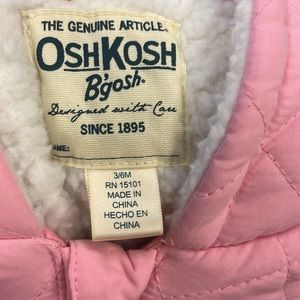 THE GENUINE ARTICLE.
OSHKOSH
B'gosh.
Designed with Care
SINCE 1895
NAME:
3/6M
RN 15101
MADE IN
CHINA
HECHO EN
CHINA